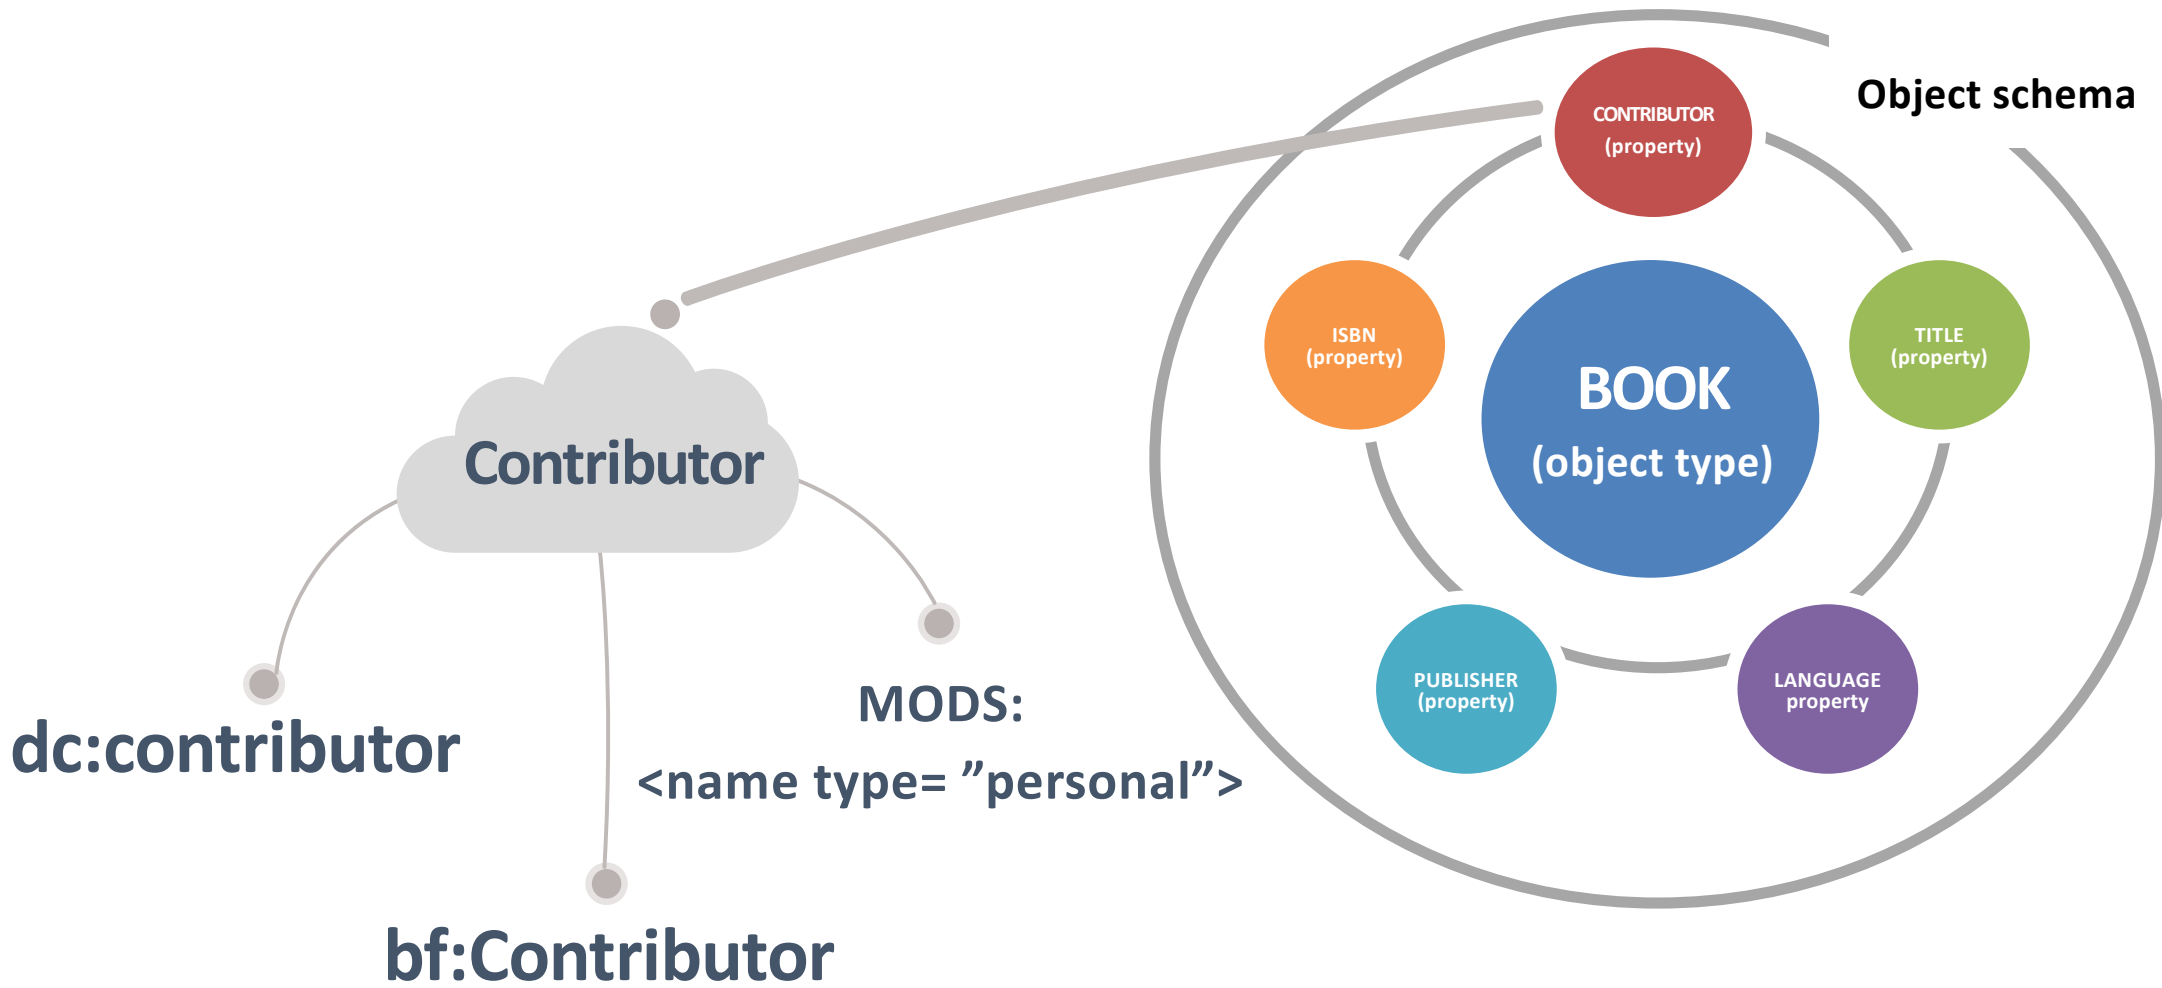 Object schema
CONTRIBUTOR
(property)
ISBN
(property)
TITLE
(property)
BOOK
(object type)
PUBLISHER
(property)
LANGUAGE
property
Contributor
dc:contributor
MODS:
<name type= ”personal”>
bf:Contributor